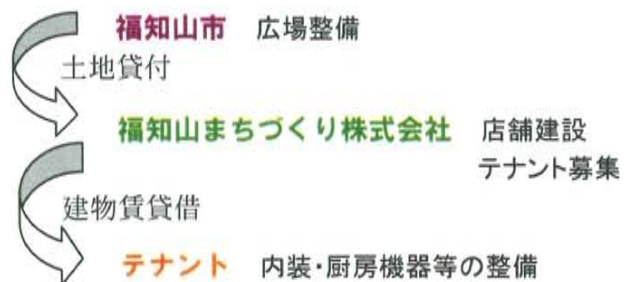 福知山市 広場整備
土地貸付
福知山まちづくり株式会社 店舗建設
テナント募集
建物賃貸借
テナント 内装・厨房機器等の整備